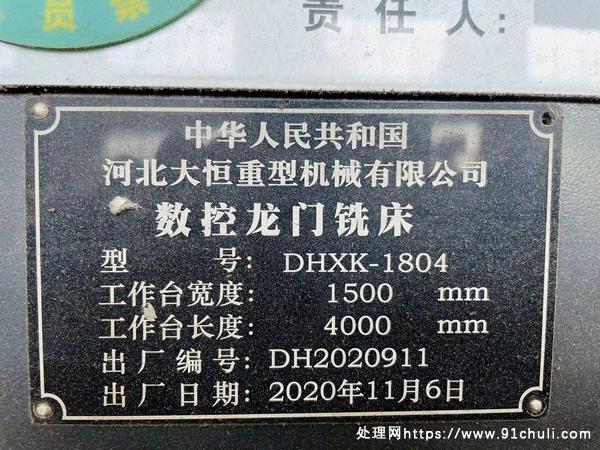 责任人:
中华人民共和国
河北大恒重型机械有限公司
数控龙门铣床
型号: DHXK-1804
工作台宽度: 1500 mm
工作台长度: 4000 mm
出厂编号: DH2020911
出厂日期: 2020年11月6日
处理网https://www.91chuli.com/